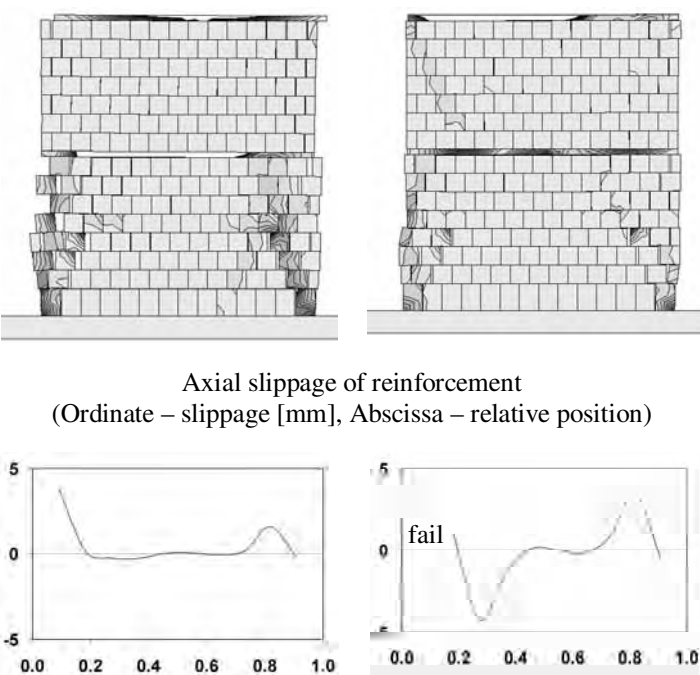 Axial slippage of reinforcement
(Ordinate – slippage [mm], Abscissa – relative position)
5
0
-5
0.0 0.2 0.4 0.6 0.8 1.0
5
fail
0
-5
0.0 0.2 0.4 0.6 0.8 1.0